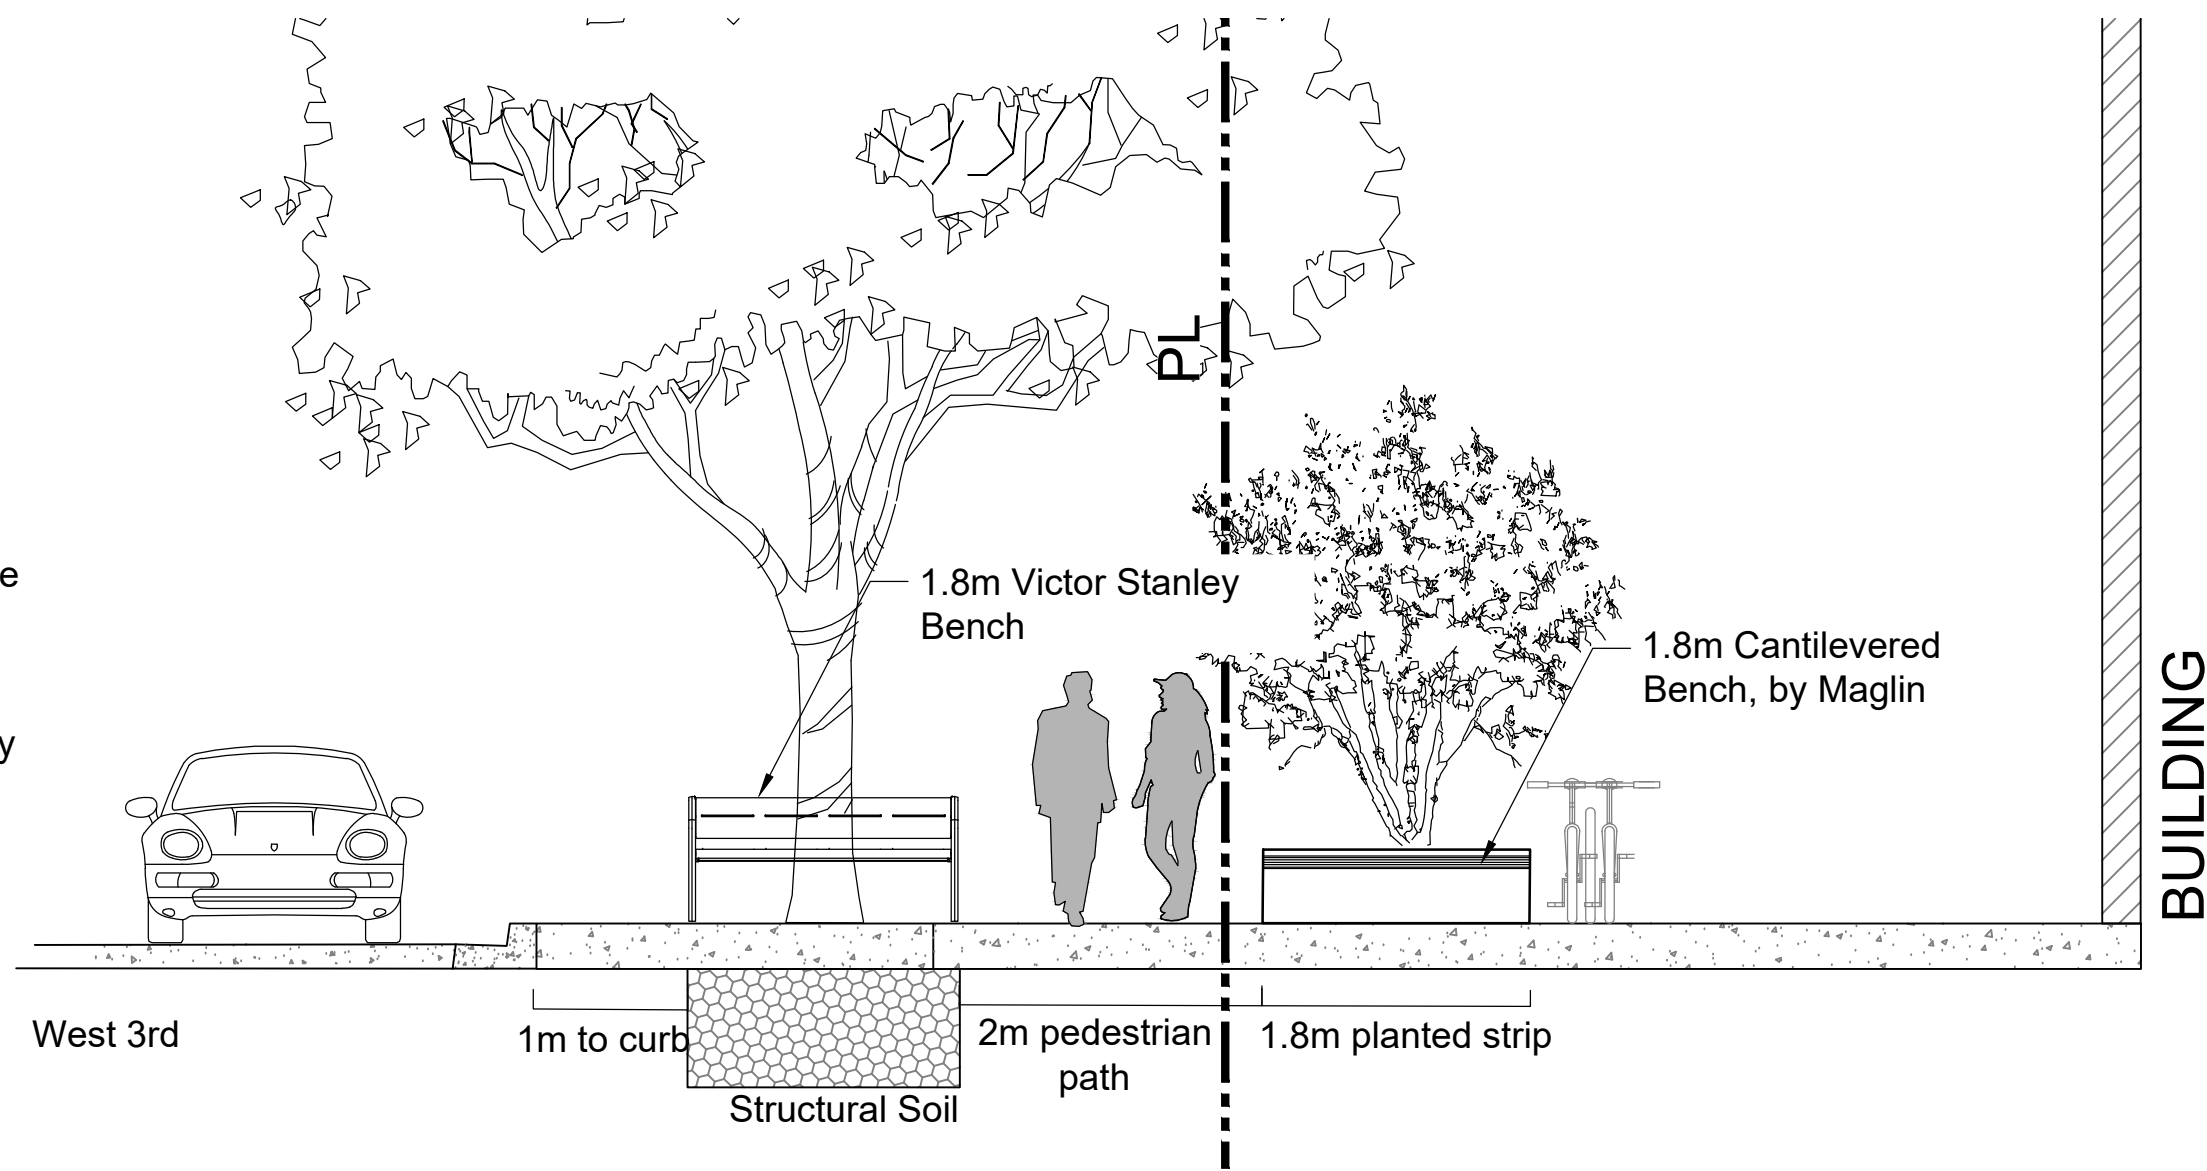 PL
e
1.8m Victor Stanley
Bench
1.8m Cantilevered
Bench, by Maglin
y
BUILDING
West 3rd
1m to curb
2m pedestrian
path
1.8m planted strip
Structural Soil